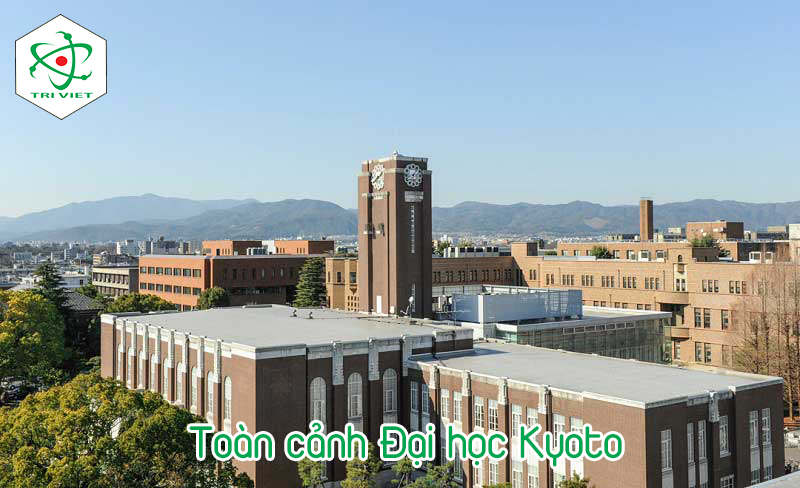 TRI VIET
Toàn cảnh Đại học Kyoto